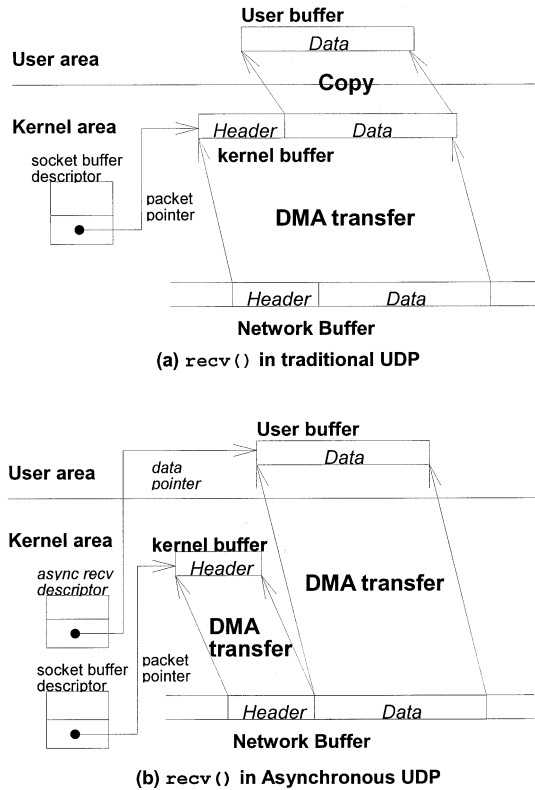 User buffer
Data
User area
Copy
Kernel area
Header Data
socket buffer
descriptor
kernel buffer
packet
pointer
DMA transfer
Header Data
Network Buffer
(a) recv() in traditional UDP
User buffer
Data
User area
data
pointer
Kernel area
kernel buffer
Header
async recv
descriptor
DMA transfer
DMA
transfer
socket buffer
descriptor
packet
pointer
Header Data
Network Buffer
(b) recv() in Asynchronous UDP